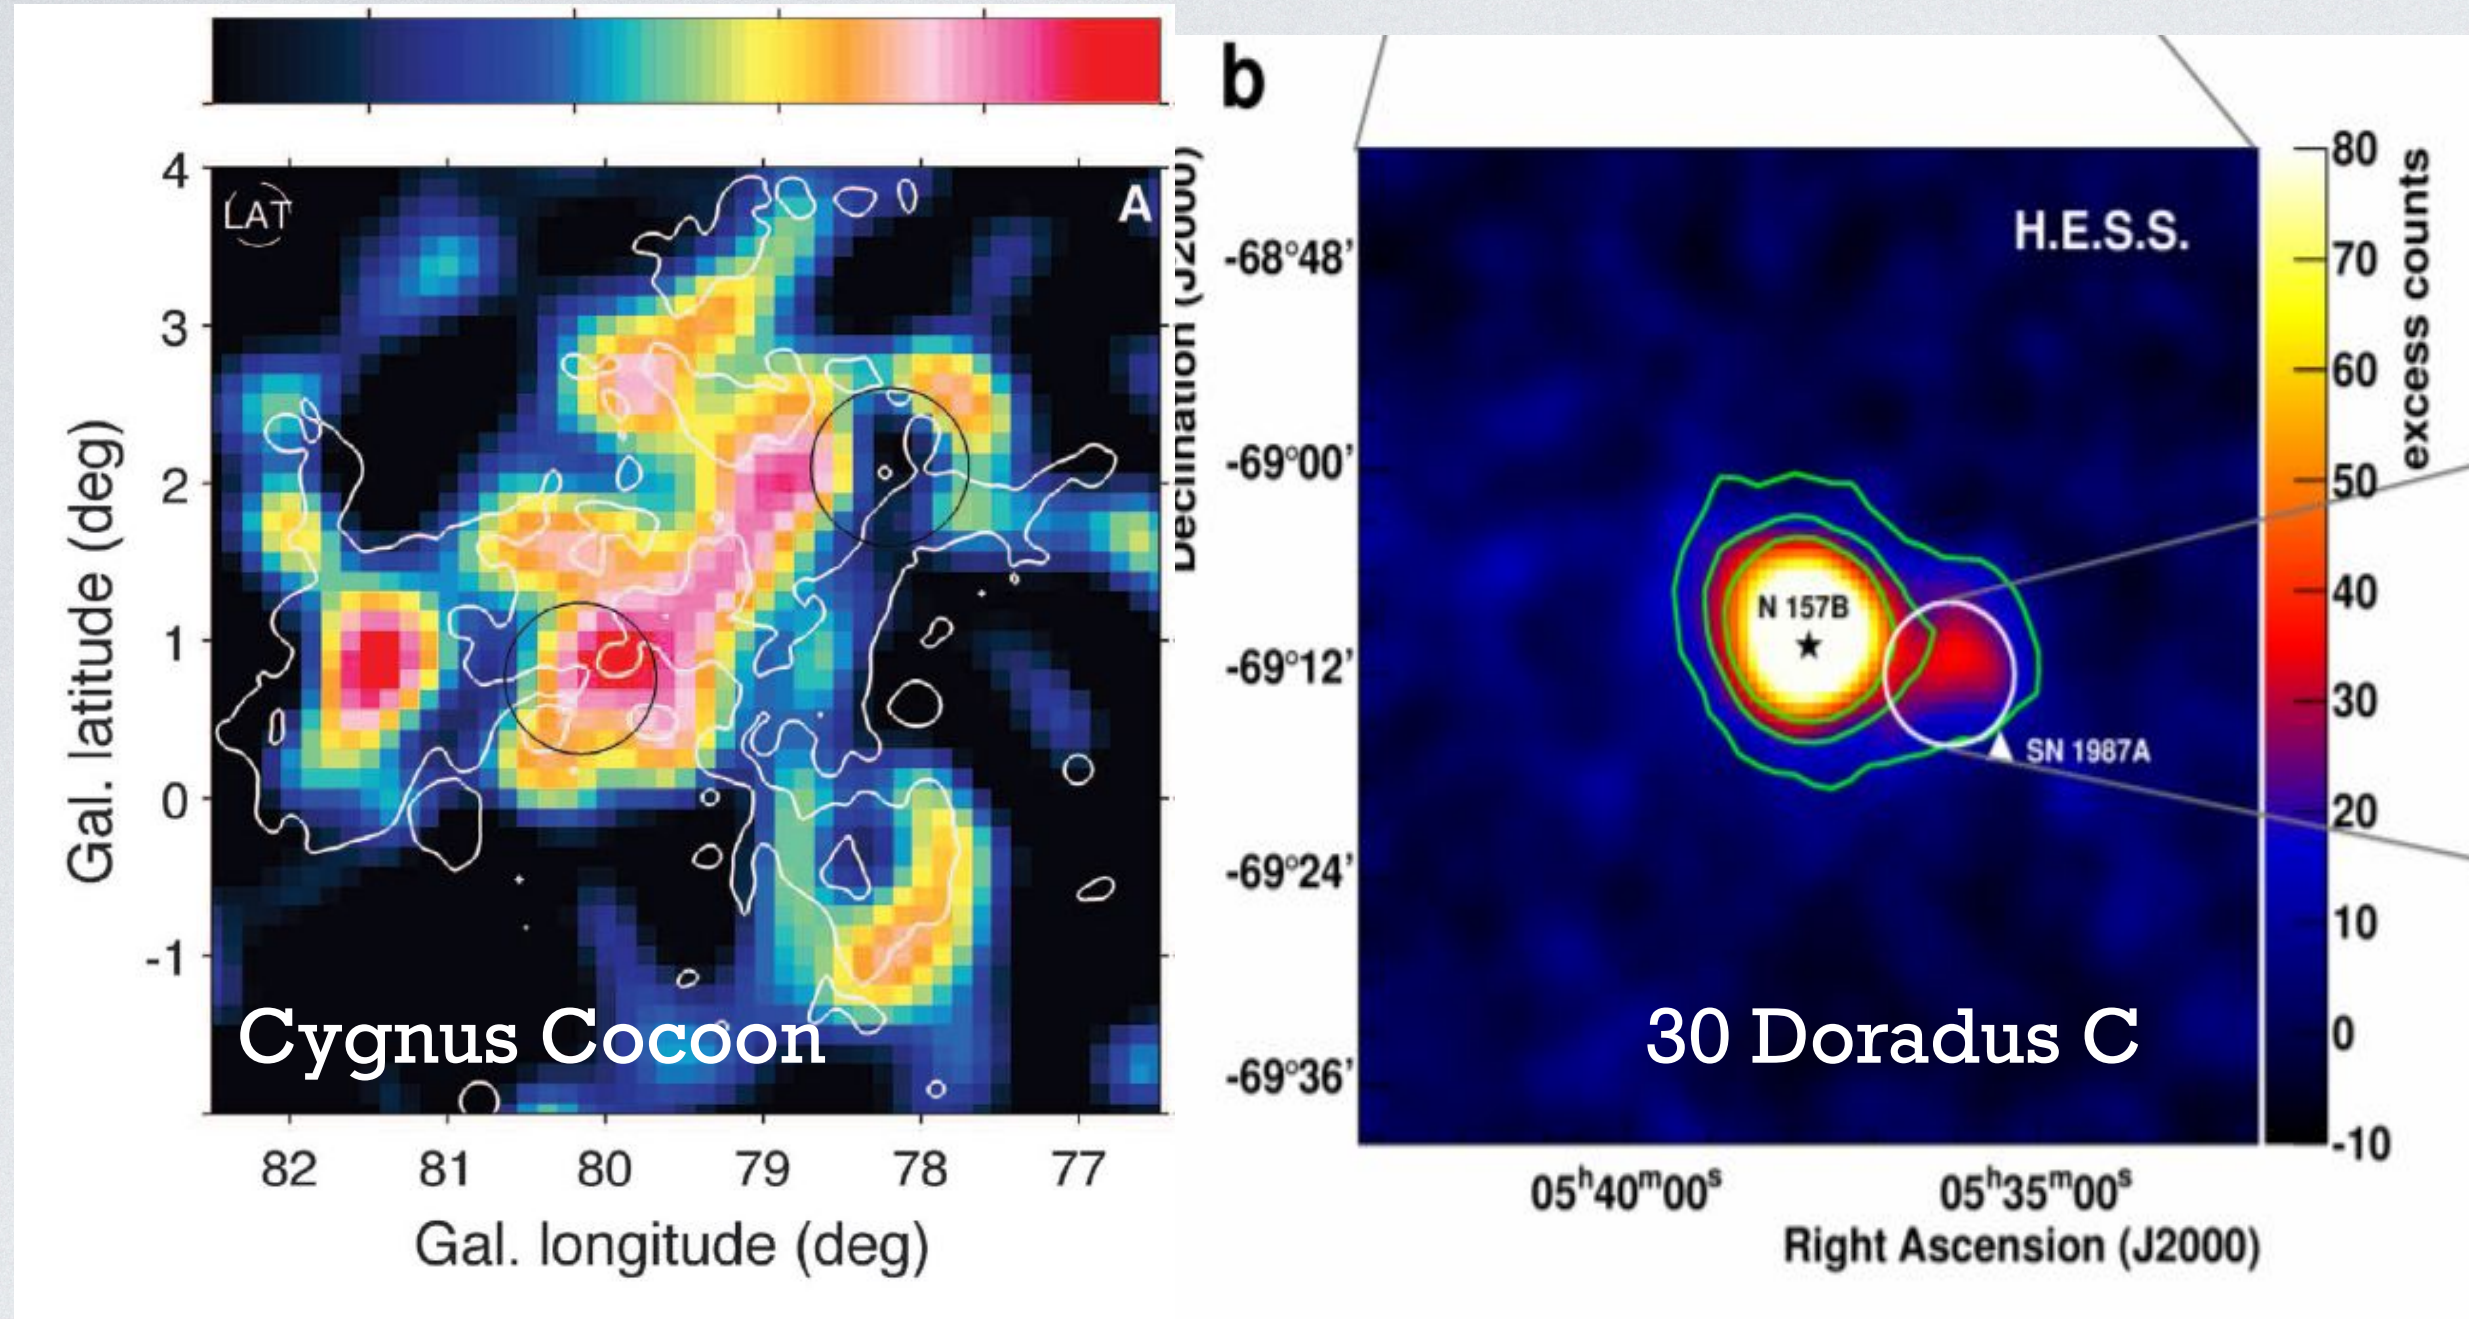 LAT
A
4
3
2
1
0
-1
Gal. latitude (deg)
Cygnus Cocoon
82 81 80 79 78 77
Gal. longitude (deg)
b
Declination (J2000)
-68°48'
-69°00'
-69°12'
-69°24'
-69°36'
H.E.S.S.
N 157B
SN 1987A
30 Doradus C
05h40m00s 05h35m00s
Right Ascension (J2000)
80
70
60
50
40
30
20
10
0
-10
excess counts